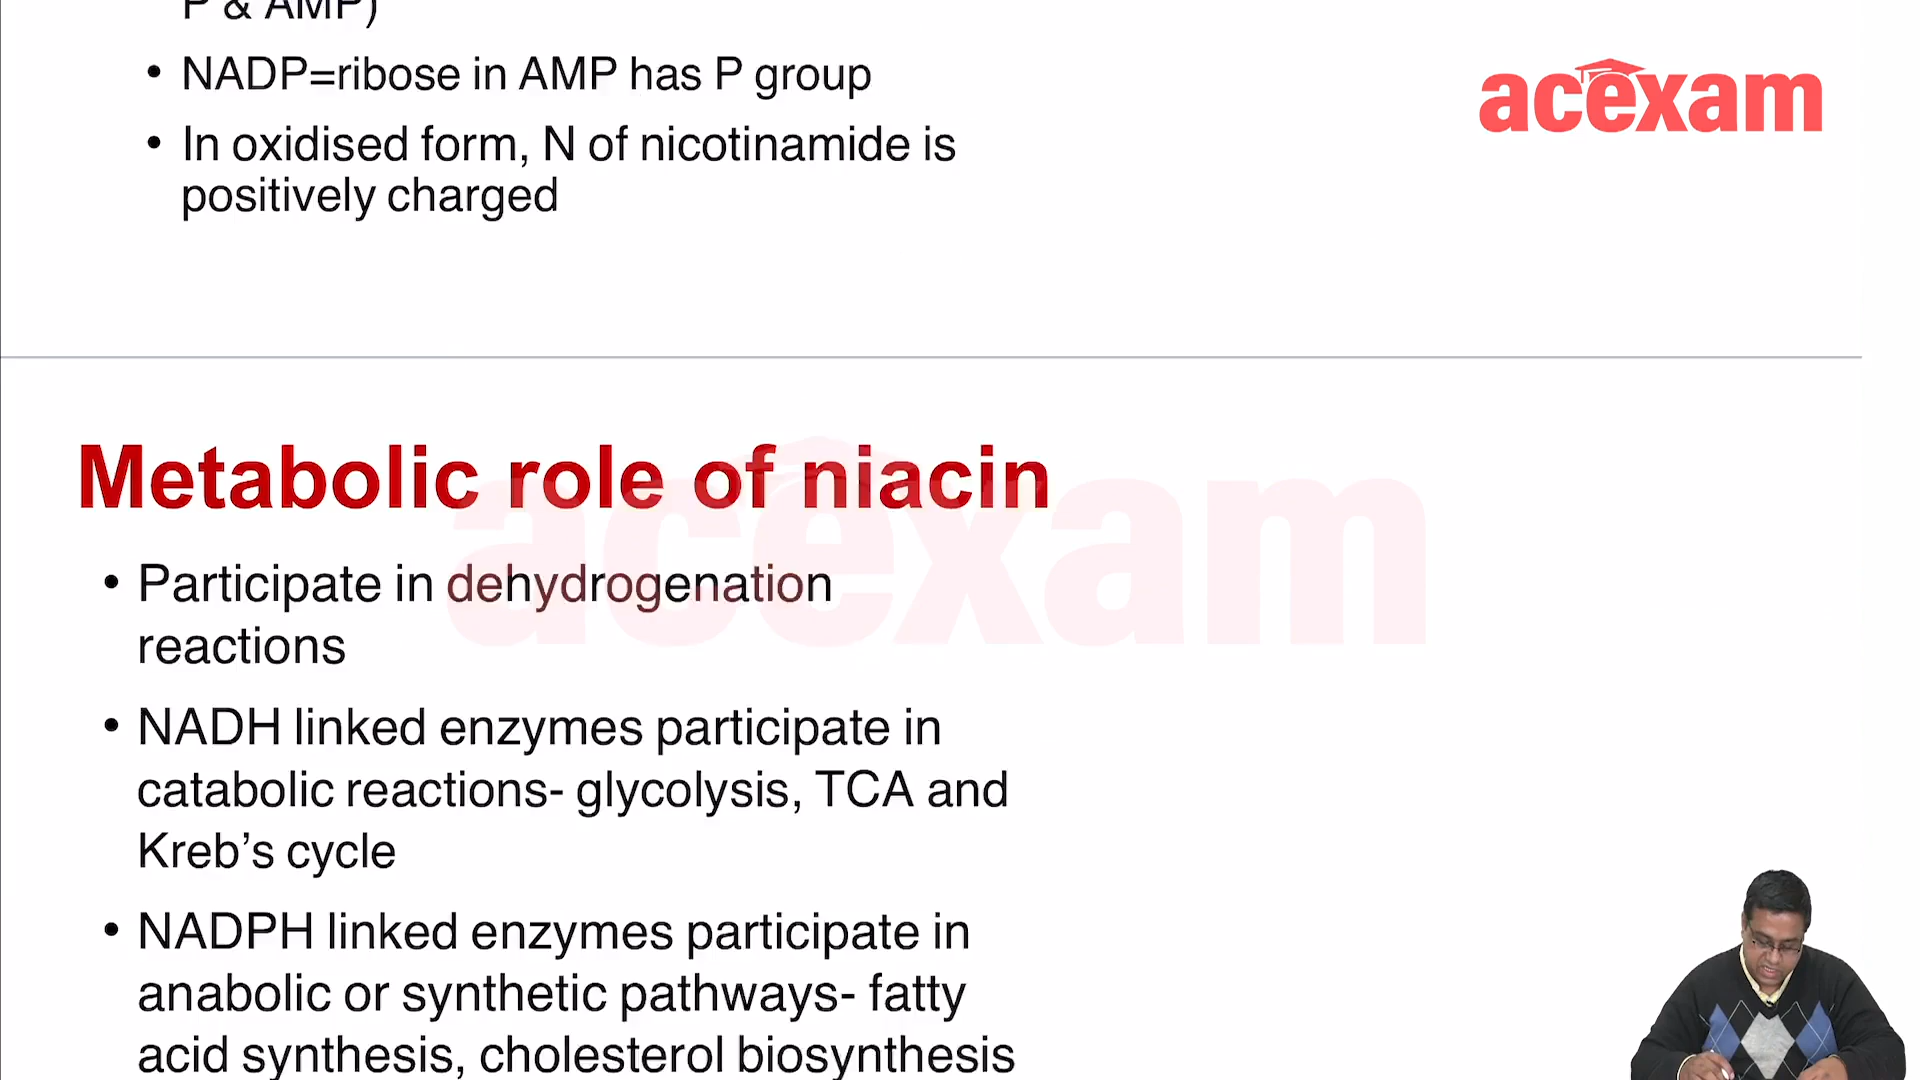 P & AMP)
• NADP=ribose in AMP has P group
• In oxidised form, N of nicotinamide is
positively charged
acexam
Metabolic role of niacin
acexam
• Participate in dehydrogenation
reactions
• NADH linked enzymes participate in
catabolic reactions- glycolysis, TCA and
Kreb’s cycle
• NADPH linked enzymes participate in
anabolic or synthetic pathways- fatty
acid synthesis, cholesterol biosynthesis